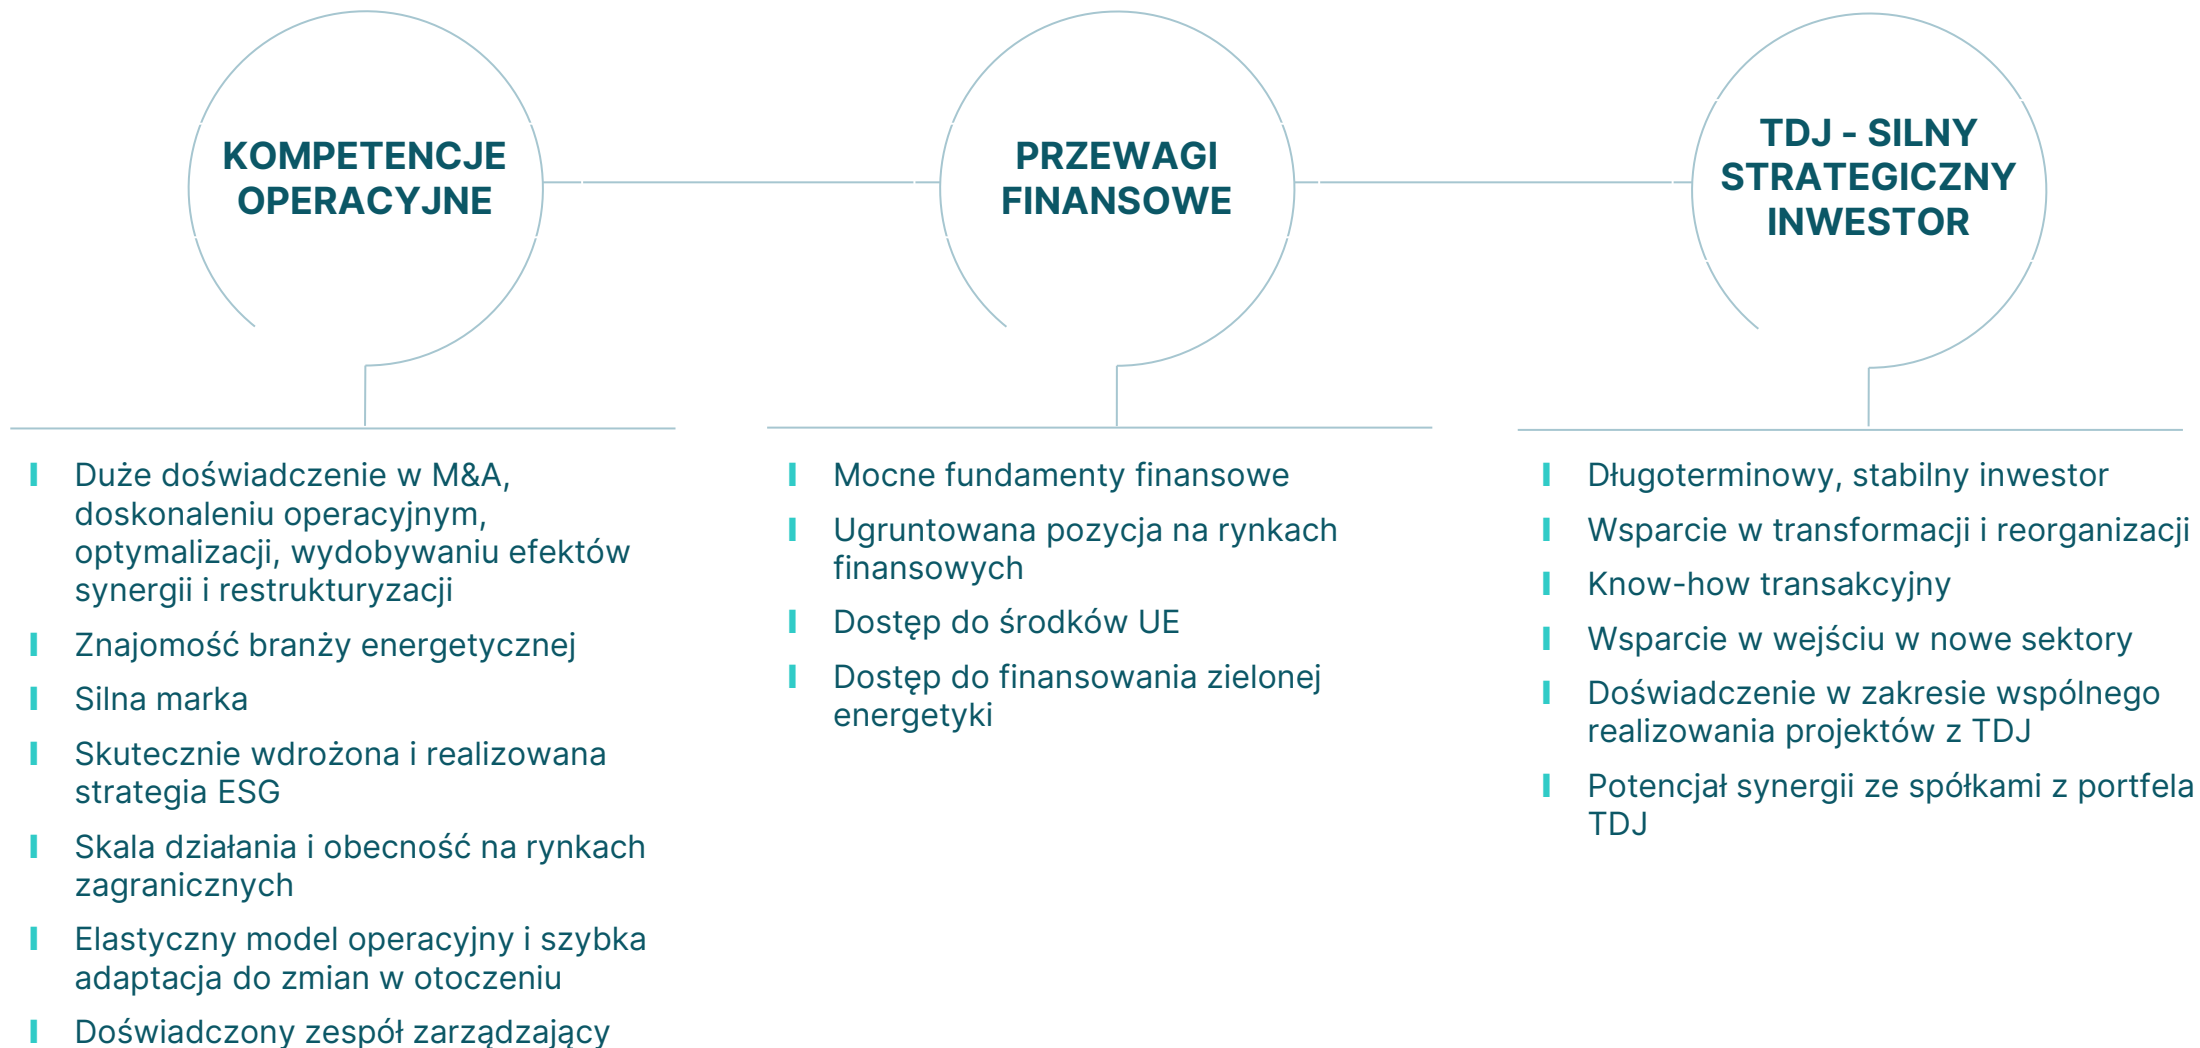 KOMPETENCJE
OPERACYJNE
Duże doświadczenie w M&A,
doskonaleniu operacyjnym,
optymalizacji, wydobywaniu efektów
synergii i restrukturyzacji
Znajomość branży energetycznej
Silna marka
Skutecznie wdrożona i realizowana
strategia ESG
Skala działania i obecność na rynkach
zagranicznych
Elastyczny model operacyjny i szybka
adaptacja do zmian w otoczeniu
Doświadczony zespół zarządzający
PRZEWAGI
FINANSOWE
Mocne fundamenty finansowe
Ugruntowana pozycja na rynkach
finansowych
Dostęp do środków UE
Dostęp do finansowania zielonej
energetyki
TDJ - SILNY
STRATEGICZNY
INWESTOR
Długoterminowy, stabilny inwestor
Wsparcie w transformacji i reorganizacji
Know-how transakcyjny
Wsparcie w wejściu w nowe sektory
Doświadczenie w zakresie wspólnego
realizowania projektów z TDJ
Potencjał synergii ze spółkami z portfela
TDJ